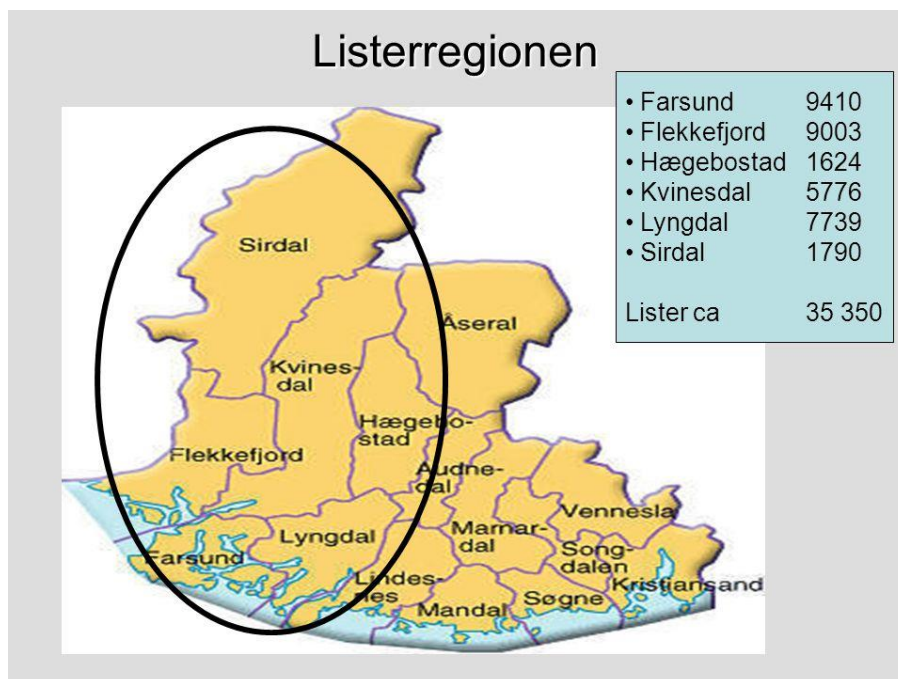 Listerregionen
• Farsund 9410
• Flekkefjord 9003
• Hægebostad 1624
• Kvinesdal 5776
• Lyngdal 7739
• Sirdal 1790
Lister ca 35 350
Sirdal
Åseral
Kvines-
dal
Hægebo-
stad
Flekkefjord
Audne-
dal
Vennesla
Lyngdal
Marnar-
dal
Farsund
Song-
dalen
Lindes-
nes
Kristiansand
Mandal
Søgne